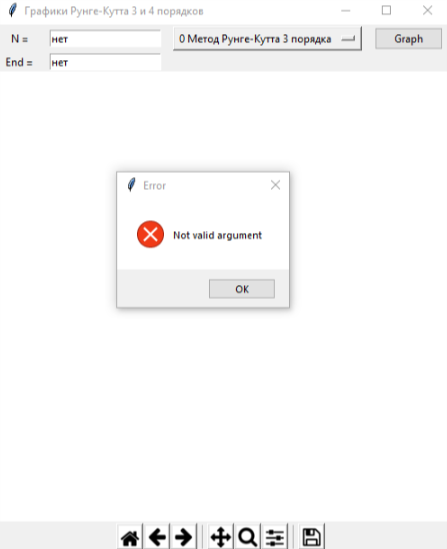 Графики Рунге-Кутта 3 и 4 порядков
N = нет 0 Метод Рунге-Кутта 3 порядка Graph
End = нет
Error
Not valid argument
OK